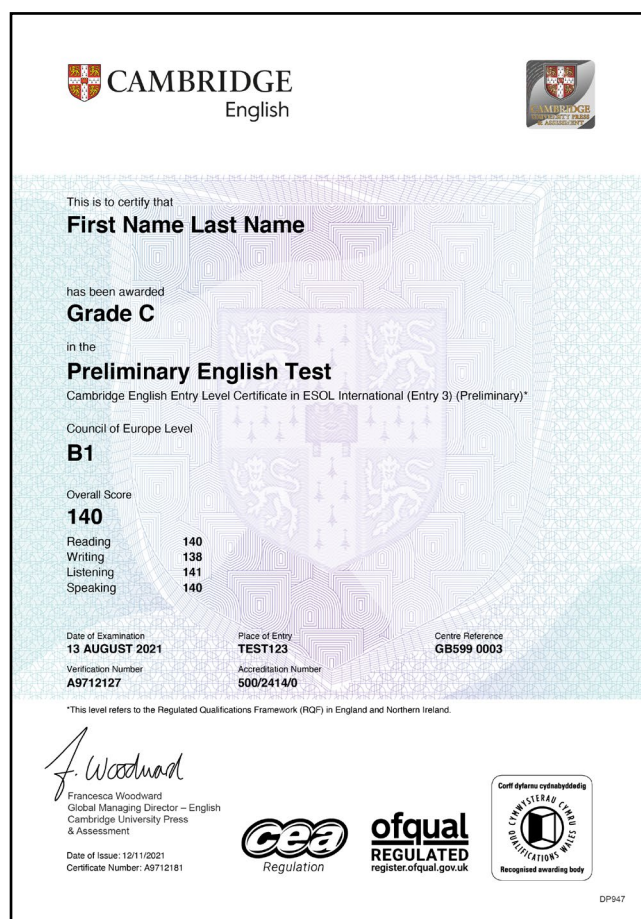 CAMBRIDGE
English
CAMBRIDGE
UNIVERSITY PRESS
& ASSESSMENT
This is to certify that
First Name Last Name
has been awarded
Grade C
in the
Preliminary English Test
Cambridge English Entry Level Certificate in ESOL International (Entry 3) (Preliminary)*
Council of Europe Level
B1
Overall Score
140
Reading 140
Writing 138
Listening 141
Speaking 140
Date of Examination Place of Entry Centre Reference
13 AUGUST 2021 TEST123 GB599 0003
Verification Number Accreditation Number
A9712127 500/2414/0
*This level refers to the Regulated Qualifications Framework (RQF) in England and Northern Ireland.
F. Woodward
Francesca Woodward
Global Managing Director – English
Cambridge University Press
& Assessment
Date of Issue: 12/11/2021
Certificate Number: A9712181
cea
Regulation
ofqual
REGULATED
register.ofqual.gov.uk
Corff dyfarnu cydnabyddedig
CYMWYSTERAU CYMRU
QUALIFICATIONS WALES
Recognised awarding body
DP947